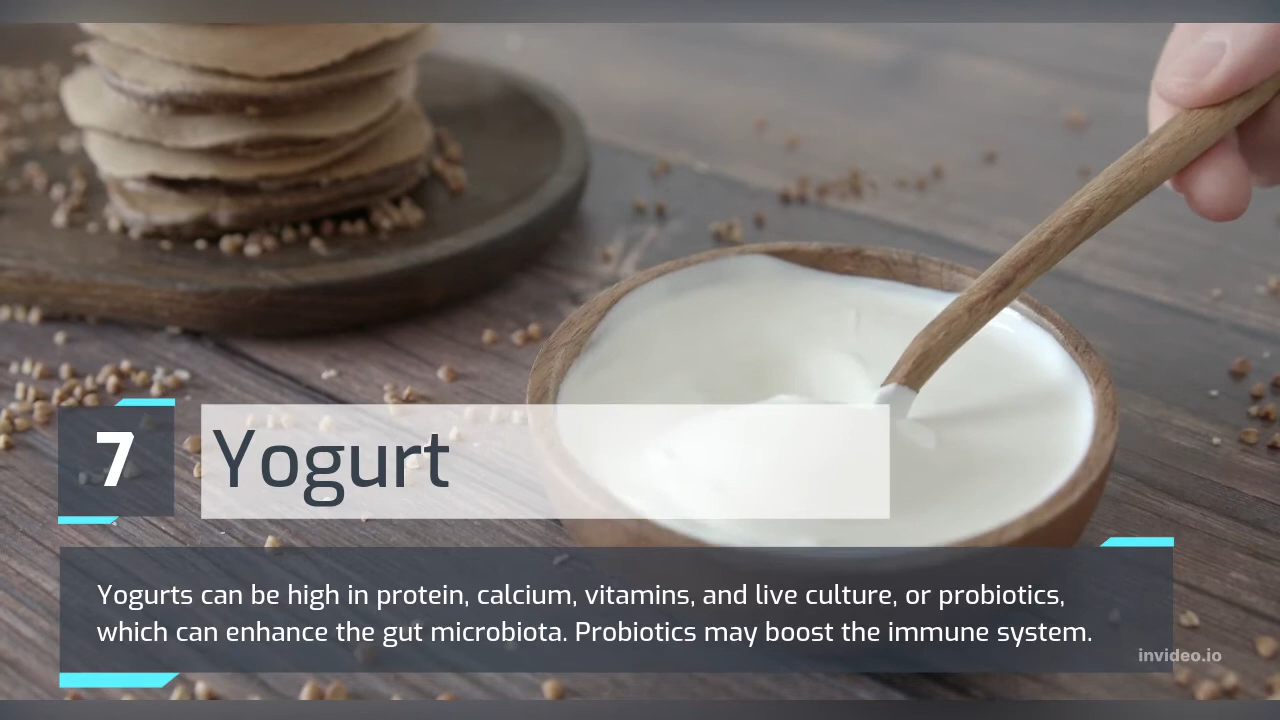 7
Yogurt
Yogurts can be high in protein, calcium, vitamins, and live culture, or probiotics,
which can enhance the gut microbiota. Probiotics may boost the immune system.
invideo.io